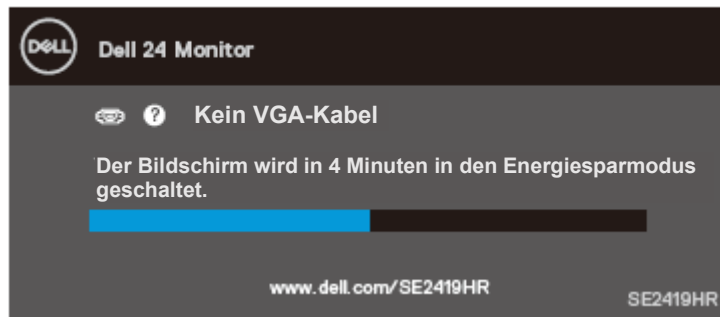 DELL
Dell 24 Monitor
? Kein VGA-Kabel
Der Bildschirm wird in 4 Minuten in den Energiesparmodus
geschaltet.
www.dell.com/SE2419HR
SE2419HR